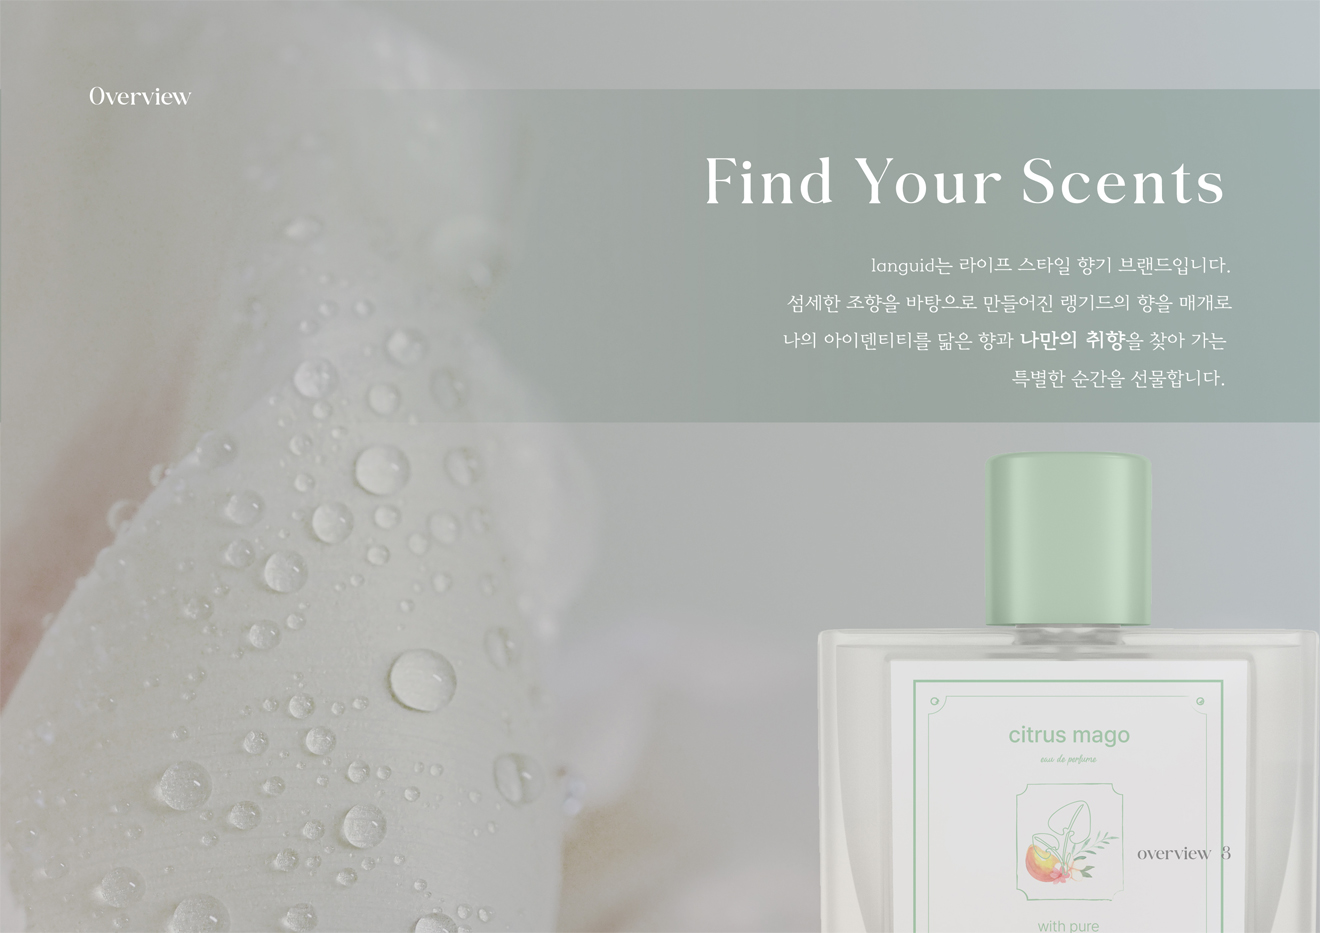 Overview
Find Your Scents
languid는 라이프 스타일 향기 브랜드입니다.
섬세한 조향을 바탕으로 만들어진 랭기드의 향을 매개로
나의 아이덴티티를 닮은 향과 나만의 취향을 찾아 가는
특별한 순간을 선물합니다.
citrus mago
eau de perfume
overview 8
with pure